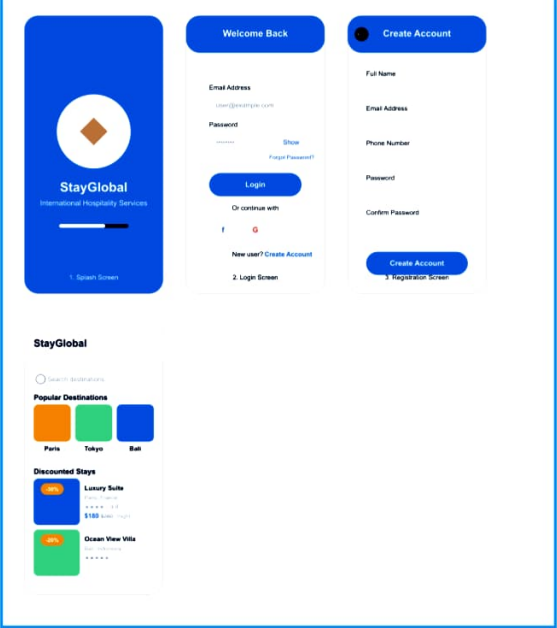 StayGlobal
International Hospitality Services
1. Splash Screen
Welcome Back
Email Address
user@example.com
Password
Show
Forgot Password?
Login
Or continue with
f G
New user? Create Account
2. Login Screen
Create Account
Full Name
Email Address
Phone Number
Password
Confirm Password
Create Account
3. Registration Screen
StayGlobal
Search destinations
Popular Destinations
Paris Tokyo Bali
Discounted Stays
Luxury Suite
$180
Ocean View Villa